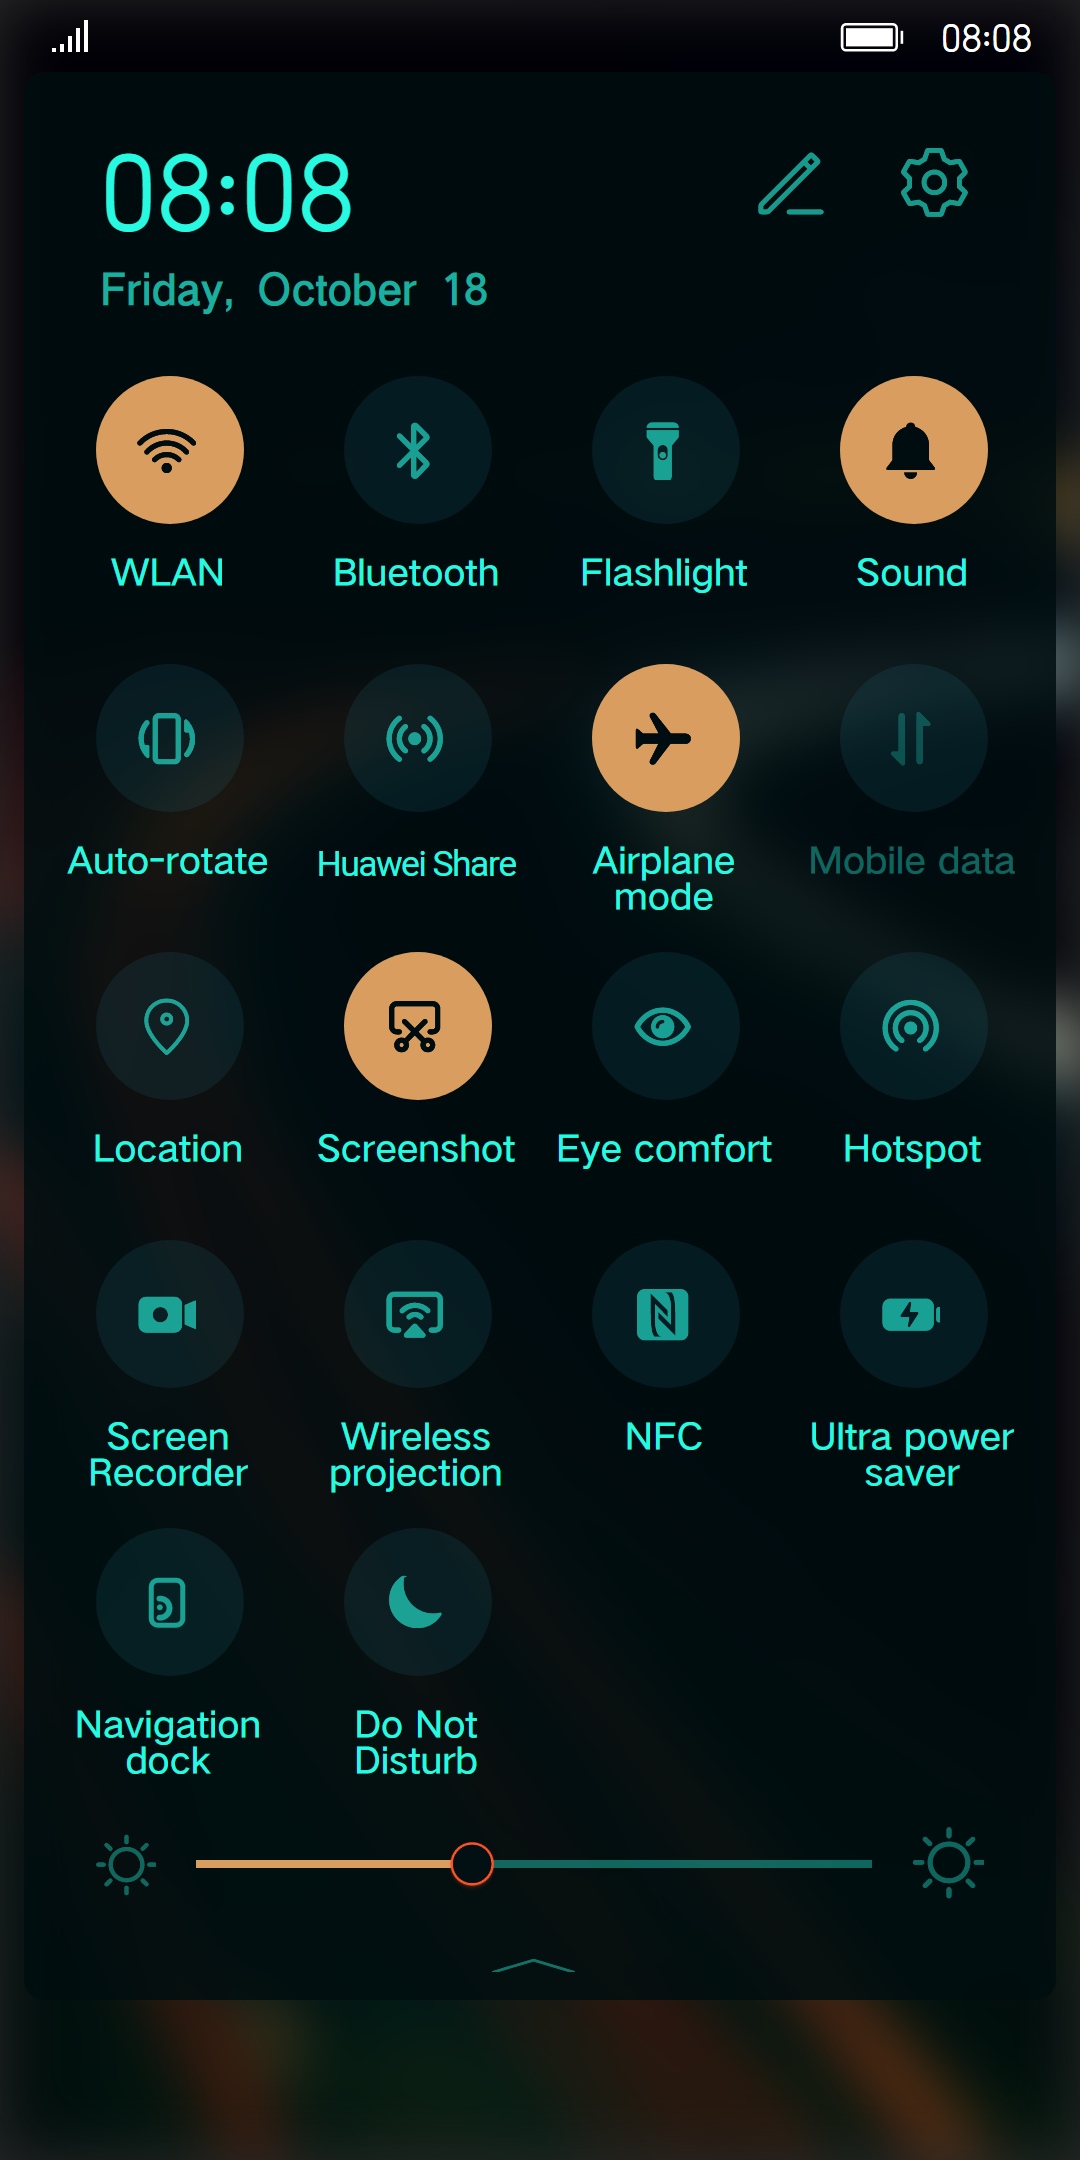 08:08
08:08
Friday, October 18
WLAN
Bluetooth
Flashlight
Sound
Auto-rotate
Huawei Share
Airplane
mode
Mobile data
Location
Screenshot
Eye comfort
Hotspot
Screen
Recorder
Wireless
projection
NFC
Ultra power
saver
Navigation
dock
Do Not
Disturb